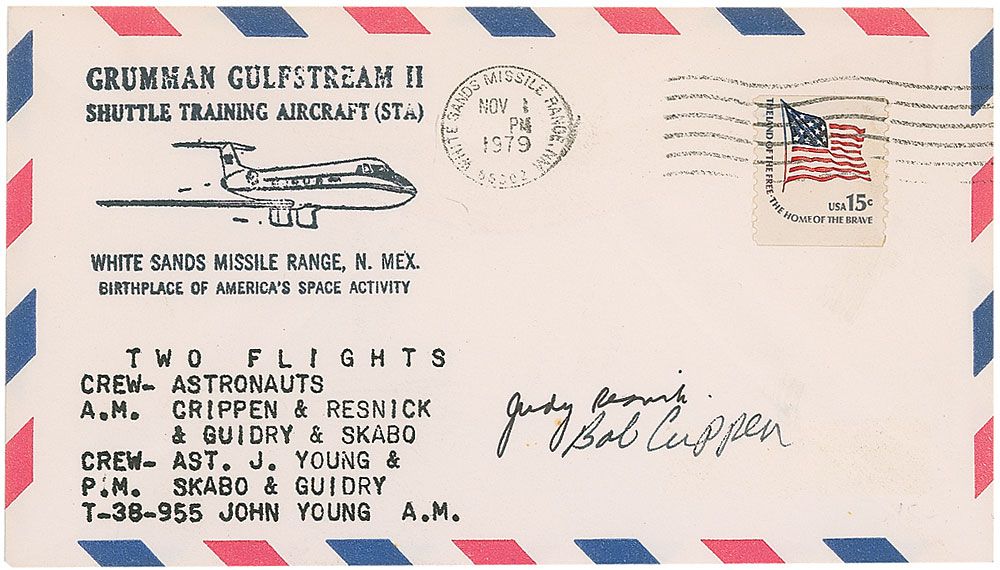 GRUMMAN GULFSTREAM II
SHUTTLE TRAINING AIRCRAFT (STA)
WHITE SANDS MISSILE RANGE, N. MEX.
BIRTHPLACE OF AMERICA'S SPACE ACTIVITY
WHITE SANDS MISSILE RANGE, NM
NOV 1
PM
1979
THE LAND OF THE FREE·THE HOME OF THE BRAVE
USA 15c
TWO FLIGHTS
CREW- ASTRONAUTS
A.M. CRIPPEN & RESNICK
& GUIDRY & SKABO
CREW- AST. J. YOUNG &
P.M. SKABO & GUIDRY
T-38-955 JOHN YOUNG A.M.
Judy Resnik
Bob Crippen